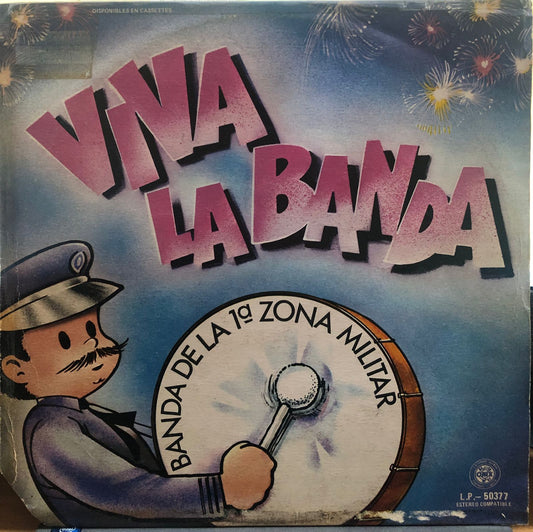 DISPONIBLES EN CASSETTES
VIVA
LA BANDA
BANDA DE LA 1ª ZONA MILITAR
L.P.- 50377
ESTEREO COMPATIBLE